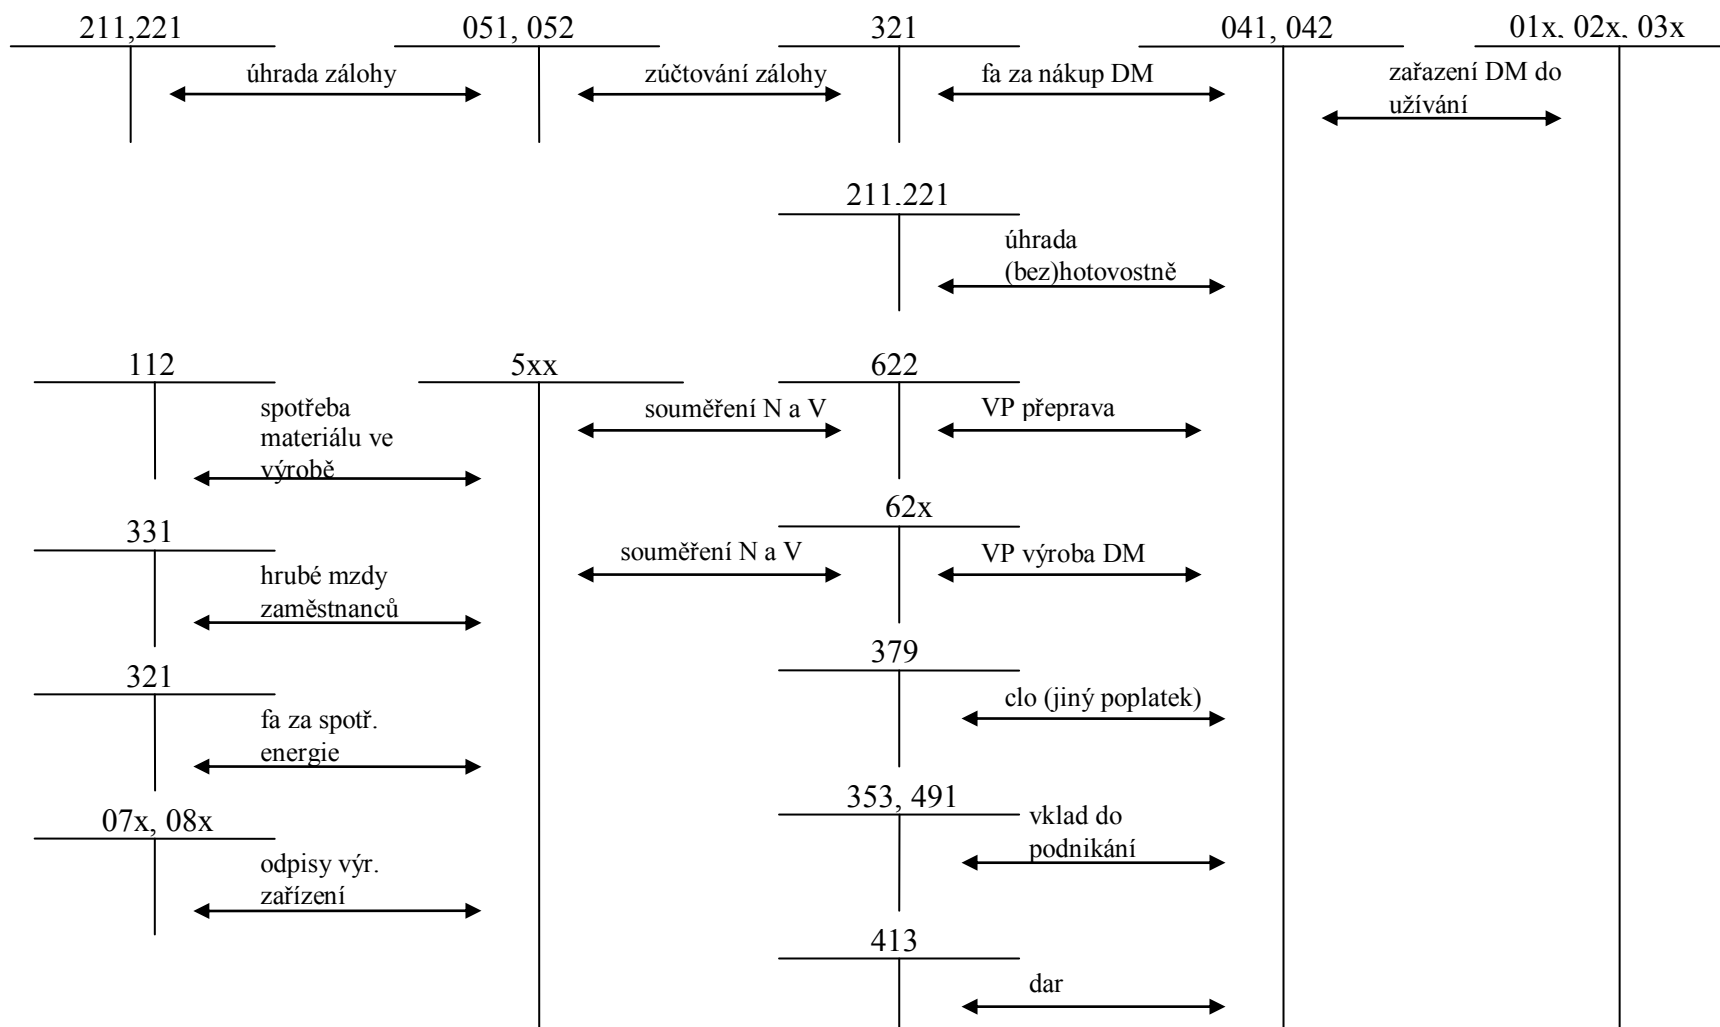 211,221
051, 052
321
041, 042
01x, 02x, 03x
úhrada zálohy
zúčtování zálohy
fa za nákup DM
zařazení DM do
užívání
211,221
úhrada
(bez)hotovostně
112
5xx
622
spotřeba
materiálu ve
výrobě
souměření N a V
VP přeprava
62x
331
souměření N a V
VP výroba DM
hrubé mzdy
zaměstnanců
379
321
clo (jiný poplatek)
fa za spotř.
energie
353, 491
07x, 08x
vklad do
podnikání
odpisy výr.
zařízení
413
dar